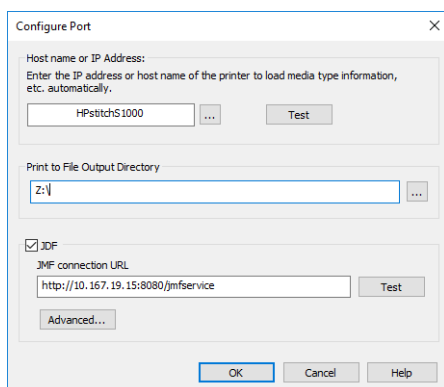 Configure Port
Host name or IP Address:
Enter the IP address or host name of the printer to load media type information,
etc. automatically.
HPstitchS1000
...
Test
Print to File Output Directory
Z:\
...
JDF
JMF connection URL
http://10.167.19.15:8080/jmfservice
Test
Advanced...
OK
Cancel
Help